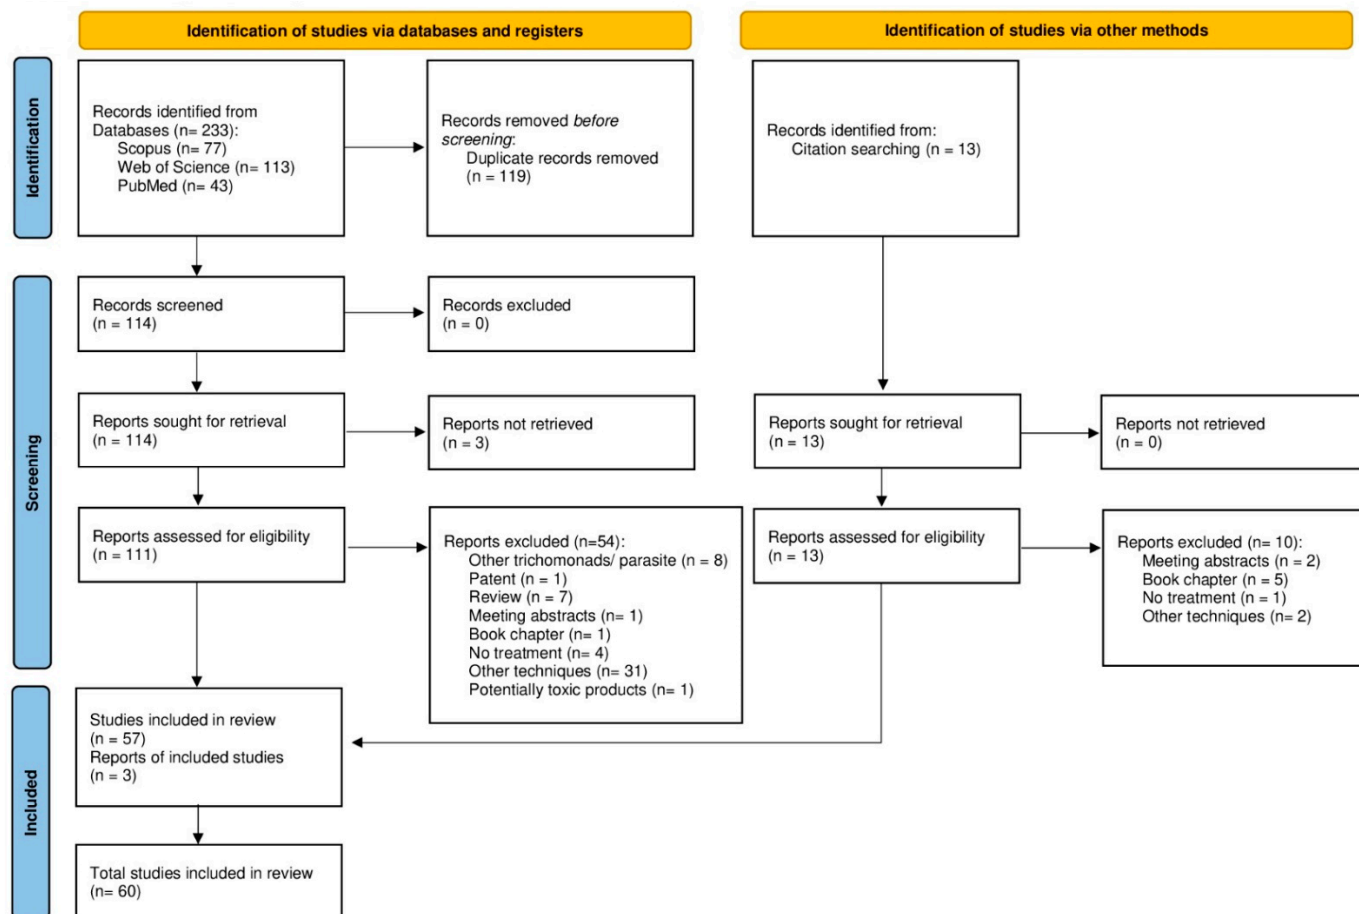 Identification of studies via databases and registers
Identification of studies via other methods
Identification
Records identified from
Databases (n= 233):
Scopus (n= 77)
Web of Science (n= 113)
PubMed (n= 43)
Records removed before
screening:
Duplicate records removed
(n = 119)
Records identified from:
Citation searching (n = 13)
Screening
Records screened
(n = 114)
Records excluded
(n = 0)
Reports sought for retrieval
(n = 114)
Reports not retrieved
(n = 3)
Reports sought for retrieval
(n = 13)
Reports not retrieved
(n = 0)
Reports assessed for eligibility
(n = 111)
Reports excluded (n=54):
Other trichomonads/ parasite (n = 8)
Patent (n = 1)
Review (n = 7)
Meeting abstracts (n= 1)
Book chapter (n= 1)
No treatment (n= 4)
Other techniques (n= 31)
Potentially toxic products (n= 1)
Reports assessed for eligibility
(n = 13)
Reports excluded (n= 10):
Meeting abstracts (n = 2)
Book chapter (n = 5)
No treatment (n = 1)
Other techniques (n= 2)
Included
Studies included in review
(n = 57)
Reports of included studies
(n = 3)
Total studies included in review
(n= 60)